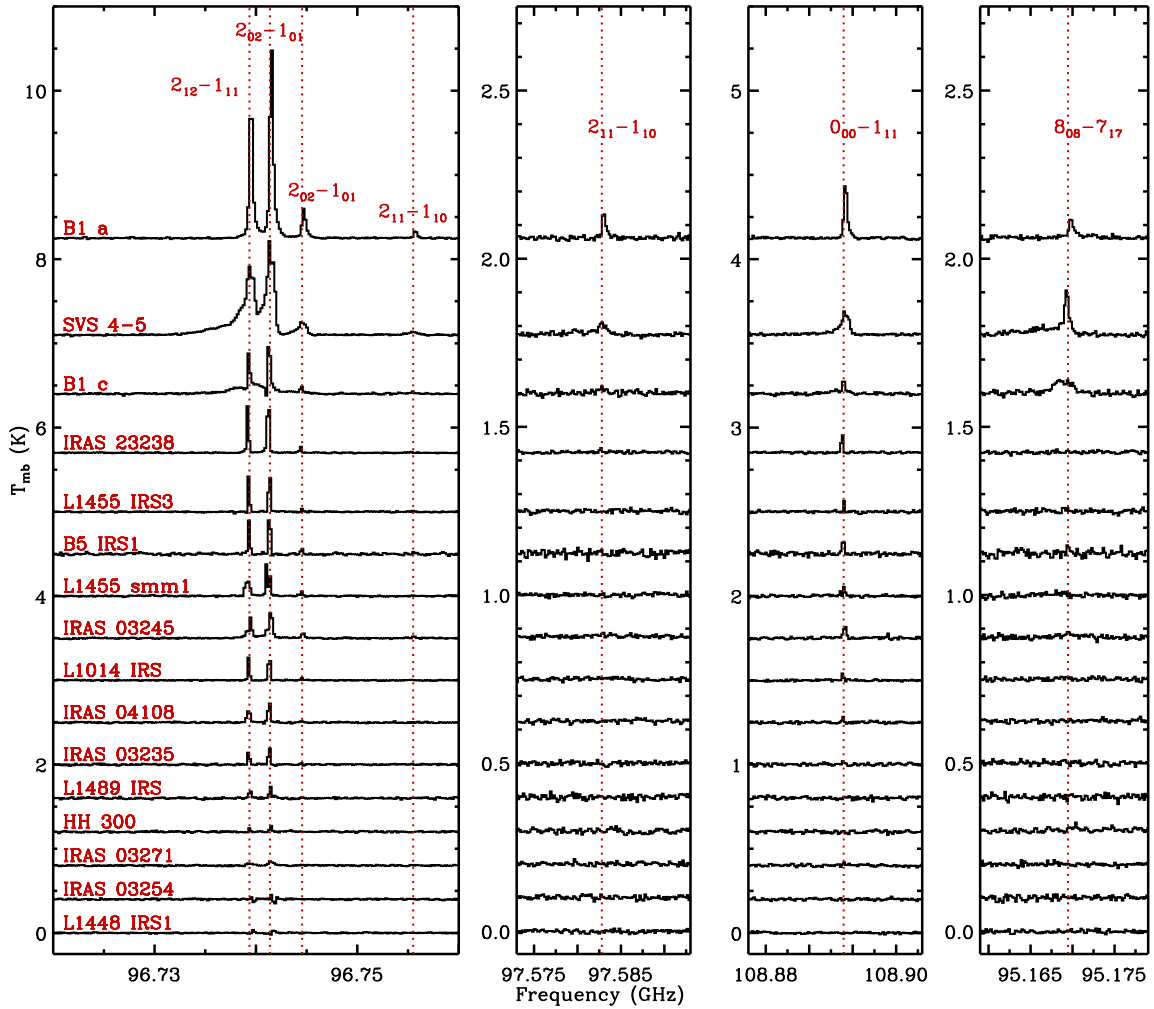 2₀₂−1₀₁
2₁₂−1₁₁
2₀₂−1₀₁
2₁₁−1₁₀
2₁₁−1₁₀
0₀₀−1₁₁
8₀₈−7₁₇
B1 a
SVS 4−5
B1 c
IRAS 23238
L1455 IRS3
B5 IRS1
L1455 smm1
IRAS 03245
L1014 IRS
IRAS 04108
IRAS 03235
L1489 IRS
HH 300
IRAS 03271
IRAS 03254
L1448 IRS1
T_mb (K)
10
8
6
4
2
0
2.5
2.0
1.5
1.0
0.5
0.0
5
4
3
2
1
0
2.5
2.0
1.5
1.0
0.5
0.0
96.73 96.75
97.575 97.585
108.88 108.90
95.165 95.175
Frequency (GHz)